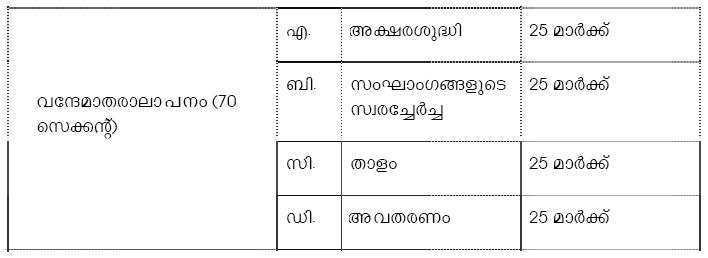 എ. അക്ഷരശുദ്ധി 25 മാർക്ക്
വന്ദേമാതരാലാപനം (70
സെക്കന്റ്)
ബി. സംഘാംഗങ്ങളുടെ 25 മാർക്ക്
സ്വരച്ചേർച്ച
സി. താളം 25 മാർക്ക്
ഡി. അവതരണം 25 മാർക്ക്